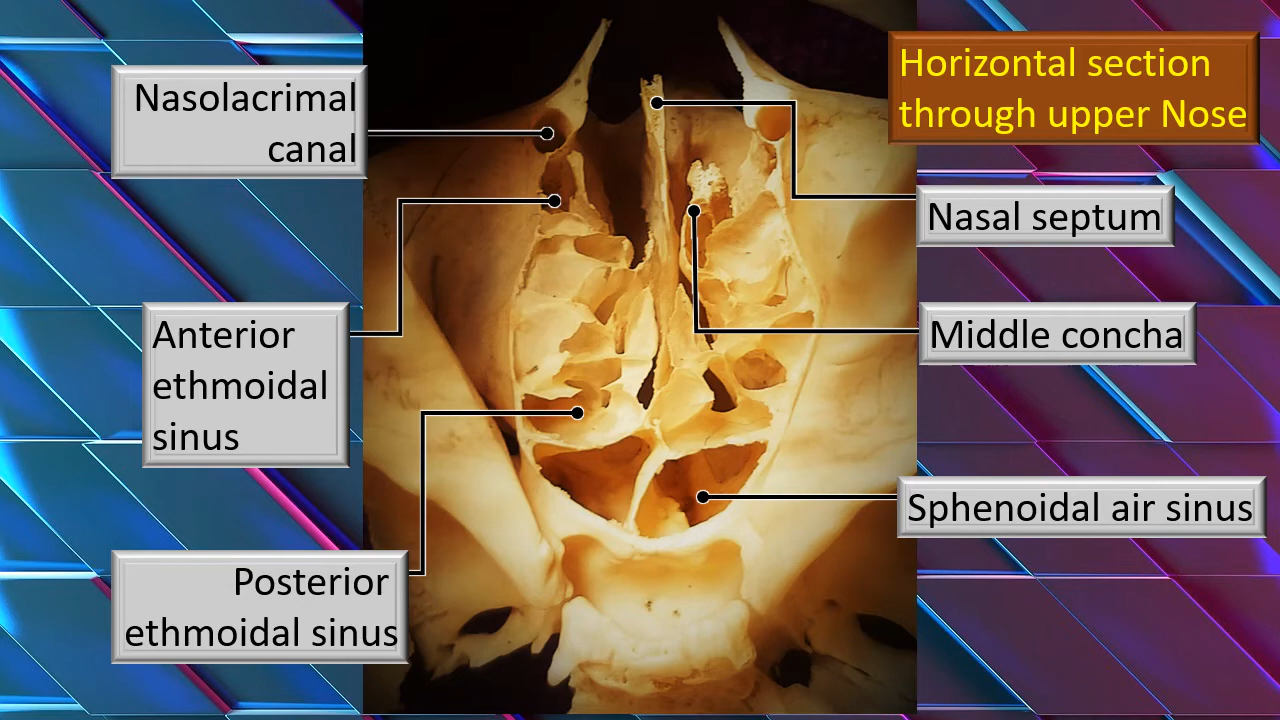 Horizontal section
through upper Nose
Nasolacrimal
canal
Anterior
ethmoidal
sinus
Posterior
ethmoidal sinus
Nasal septum
Middle concha
Sphenoidal air sinus